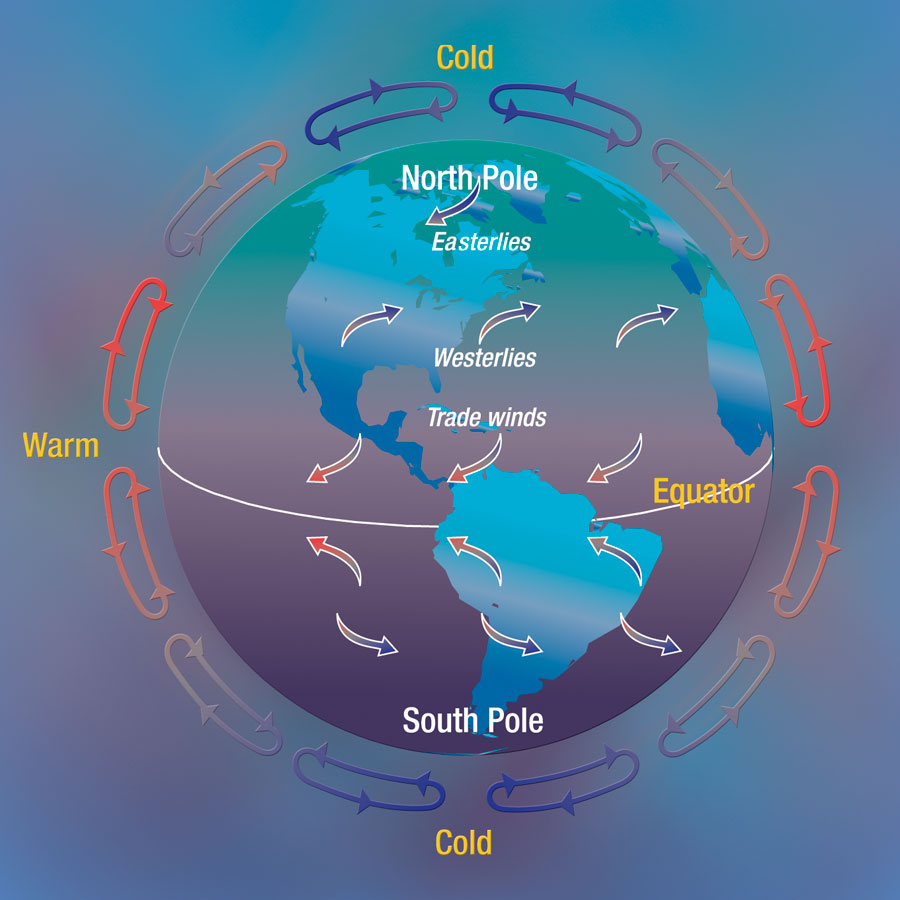 Cold
North Pole
Easterlies
Westerlies
Trade winds
Warm
Equator
South Pole
Cold